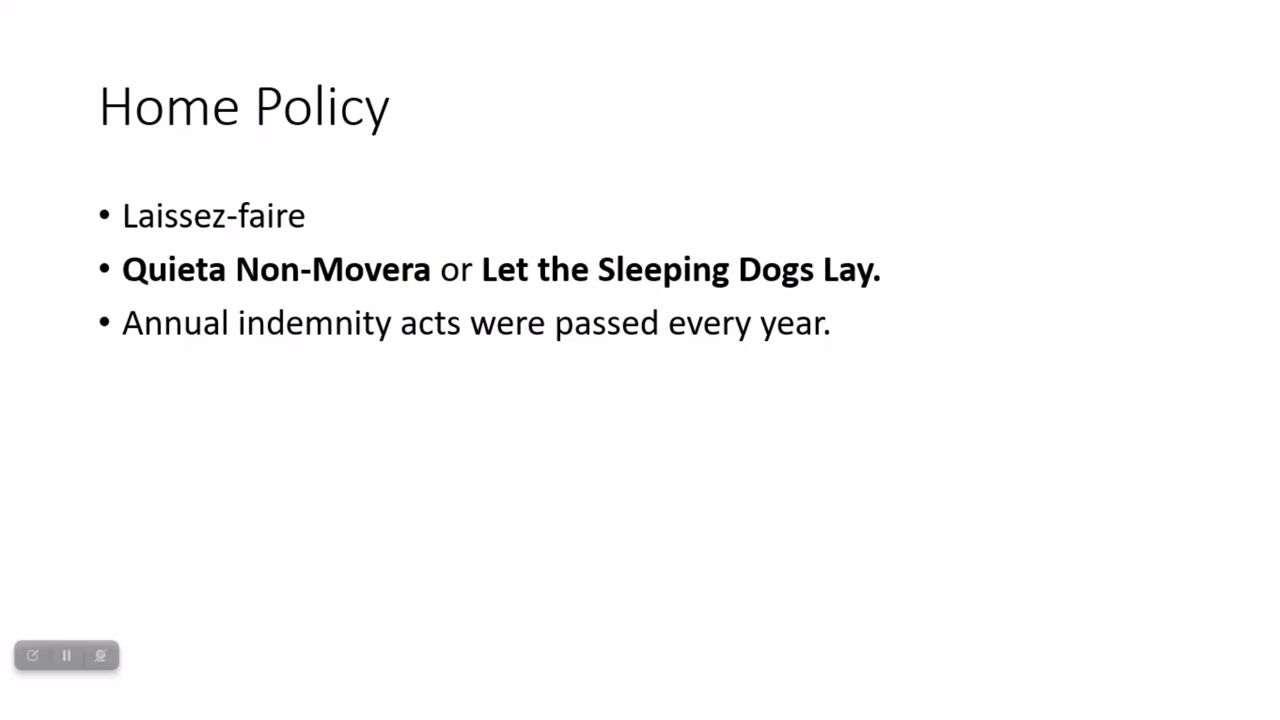 Home Policy
• Laissez-faire
• Quieta Non-Movera or Let the Sleeping Dogs Lay.
• Annual indemnity acts were passed every year.